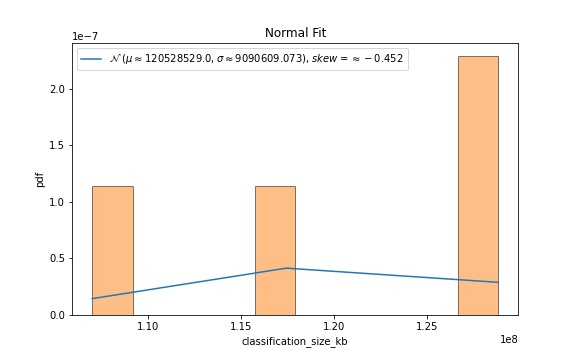 Normal Fit
1e−7
𝒩(μ ≈ 120528529.0, σ ≈ 9090609.073), skew = ≈ −0.452
2.0
1.5
1.0
0.5
0.0
pdf
1.10 1.15 1.20 1.25
1e8
classification_size_kb